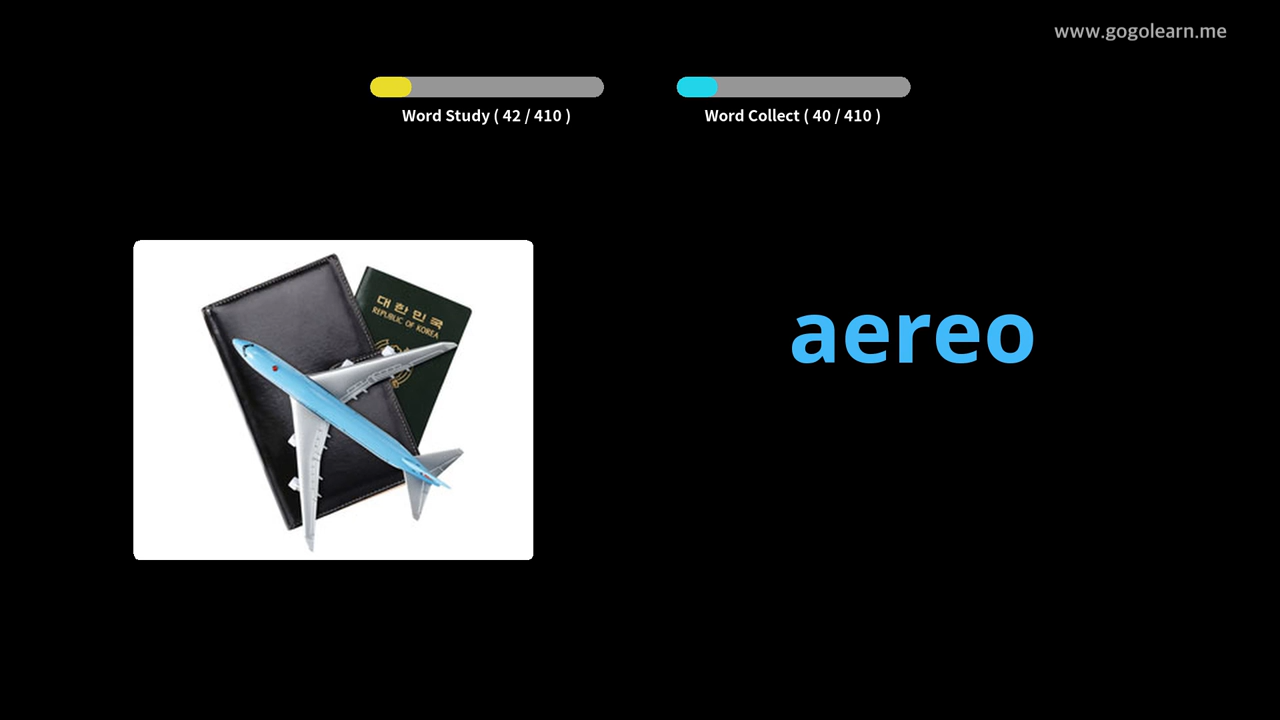 www.gogolearn.me
Word Study ( 42 / 410 )
Word Collect ( 40 / 410 )
대한민국
REPUBLIC OF KOREA
aereo